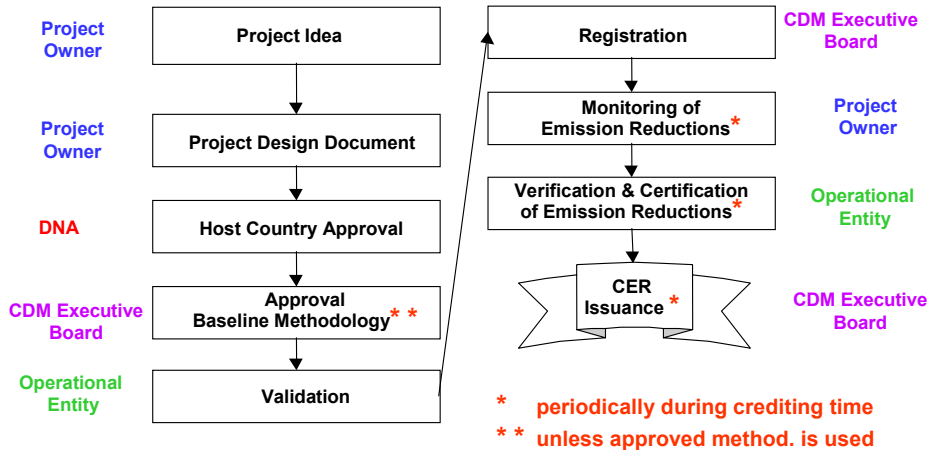 Project
Owner
Project Idea
Project
Owner
Project Design Document
DNA
Host Country Approval
CDM Executive
Board
Approval
Baseline Methodology* *
Operational
Entity
Validation
Registration
CDM Executive
Board
Monitoring of
Emission Reductions*
Project
Owner
Verification & Certification
of Emission Reductions*
Operational
Entity
CER
Issuance *
CDM Executive
Board
* periodically during crediting time
* * unless approved method. is used